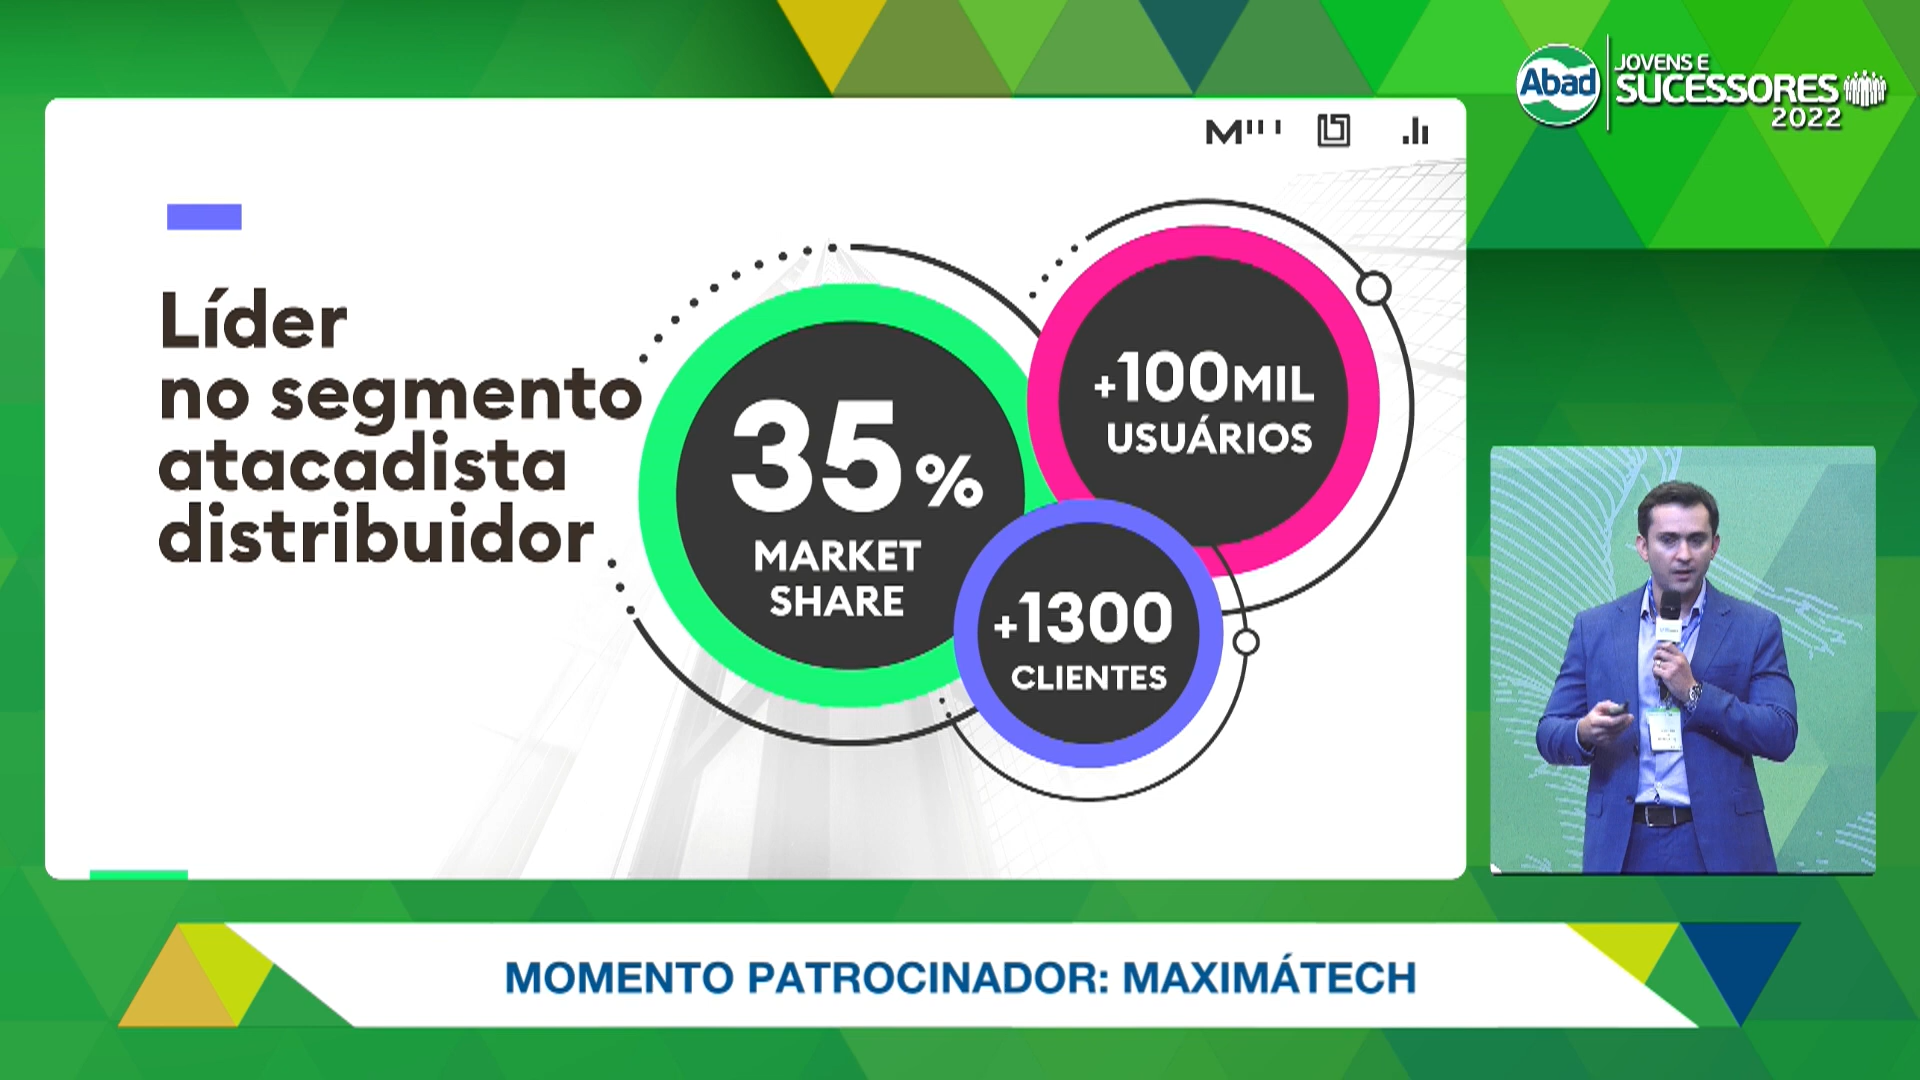 Abad
JOVENS E
SUCESSORES
2022
Líder
no segmento
atacadista
distribuidor
35%
MARKET
SHARE
+100MIL
USUÁRIOS
+1300
CLIENTES
MOMENTO PATROCINADOR: MAXIMÁTECH